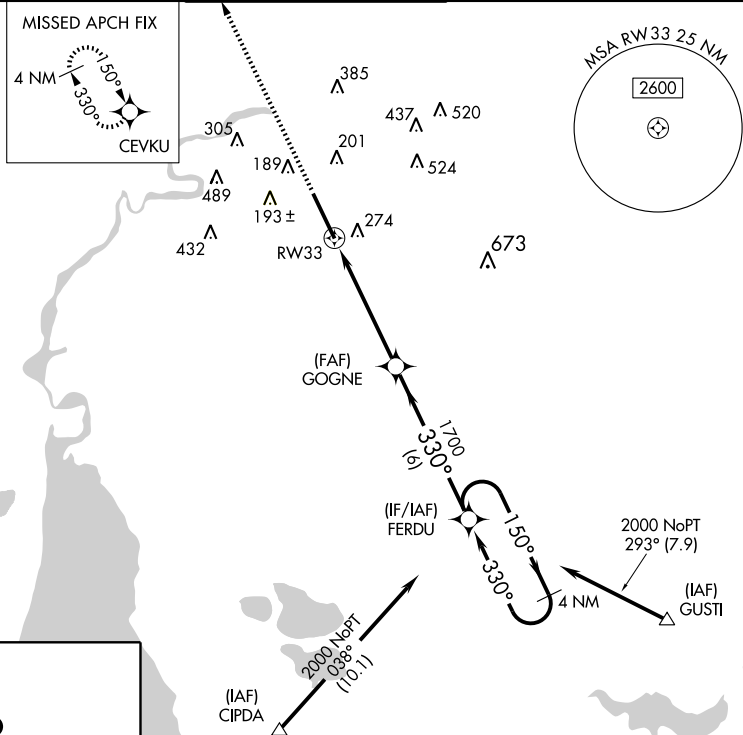 MISSED APCH FIX
4 NM
150°
330°
CEVKU
MSA RW33 25 NM
2600
385
437
520
305
201
189
524
489
193 ±
274
432
RW33
673
(FAF)
GOGNE
1700
330°
(6)
(IF/IAF)
FERDU
150°
330°
4 NM
2000 NoPT
293° (7.9)
(IAF)
GUSTI
2000 NoPT
038°
(10.1)
(IAF)
CIPDA